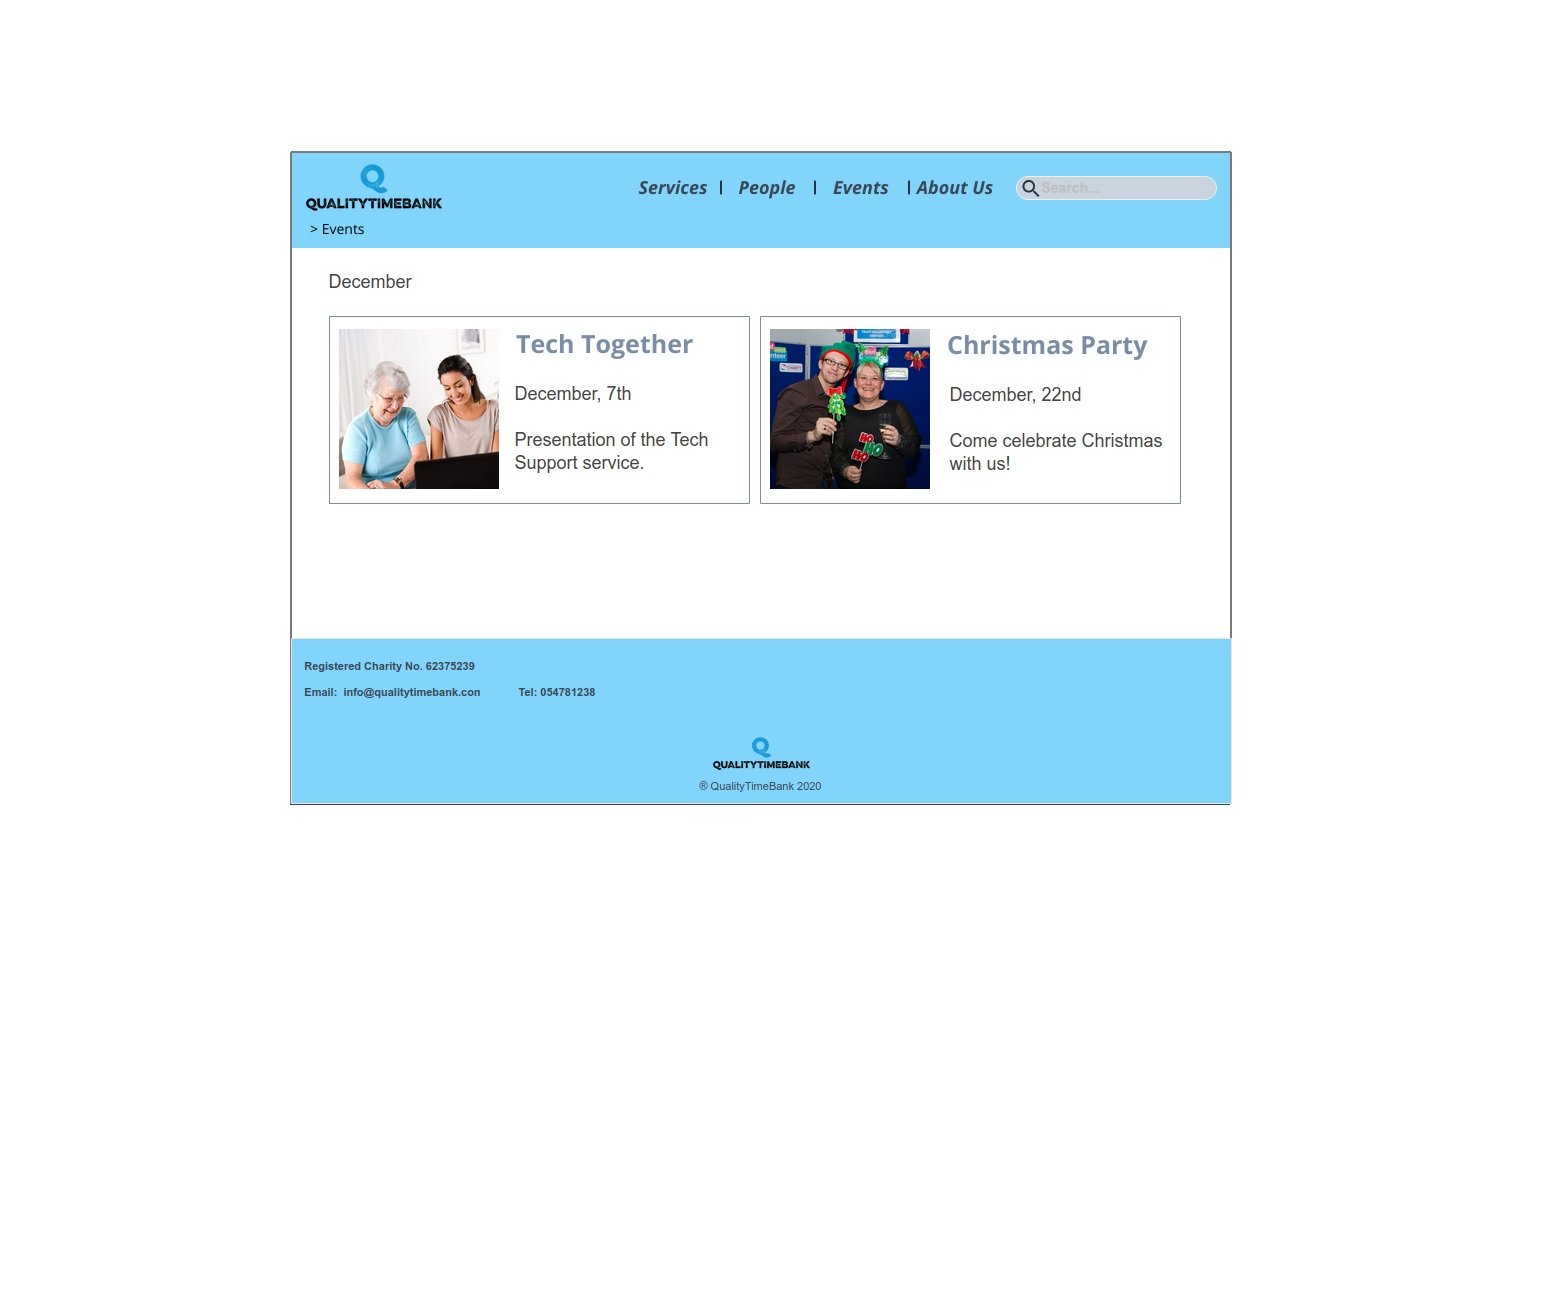 QUALITYTIMEBANK
Services | People | Events | About Us
Search...
> Events
December
Tech Together
December, 7th
Presentation of the Tech
Support service.
Christmas Party
December, 22nd
Come celebrate Christmas
with us!
HO
HO
HO
Registered Charity No. 62375239
Email: info@qualitytimebank.con
Tel: 054781238
QUALITYTIMEBANK
® QualityTimeBank 2020